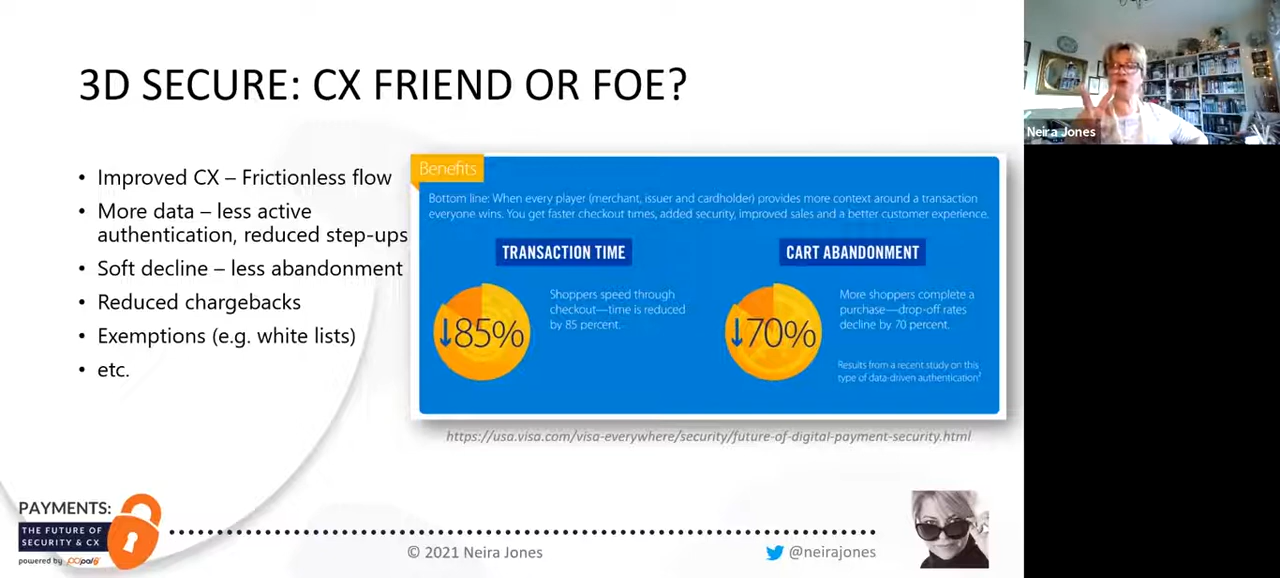 3D SECURE: CX FRIEND OR FOE?
Neira Jones
• Improved CX – Frictionless flow
• More data – less active
authentication, reduced step-ups
• Soft decline – less abandonment
• Reduced chargebacks
• Exemptions (e.g. white lists)
• etc.
Benefits
Bottom line: When every player (merchant, issuer and cardholder) provides more context around a transaction
everyone wins. You get faster checkout times, added security, improved sales and a better customer experience.
TRANSACTION TIME
↓85%
Shoppers speed through
checkout—time is reduced
by 85 percent.
CART ABANDONMENT
↓70%
More shoppers complete a
purchase—drop-off rates
decline by 70 percent.
Results from a recent study on this
type of data-driven authentication²
https://usa.visa.com/visa-everywhere/security/future-of-digital-payment-security.html
PAYMENTS:
THE FUTURE OF
SECURITY & CX
powered by pcipal
© 2021 Neira Jones
@neirajones